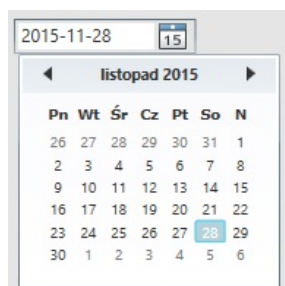 2015-11-28 15
listopad 2015
Pn Wt Śr Cz Pt So N
26 27 28 29 30 31 1
2 3 4 5 6 7 8
9 10 11 12 13 14 15
16 17 18 19 20 21 22
23 24 25 26 27 28 29
30 1 2 3 4 5 6